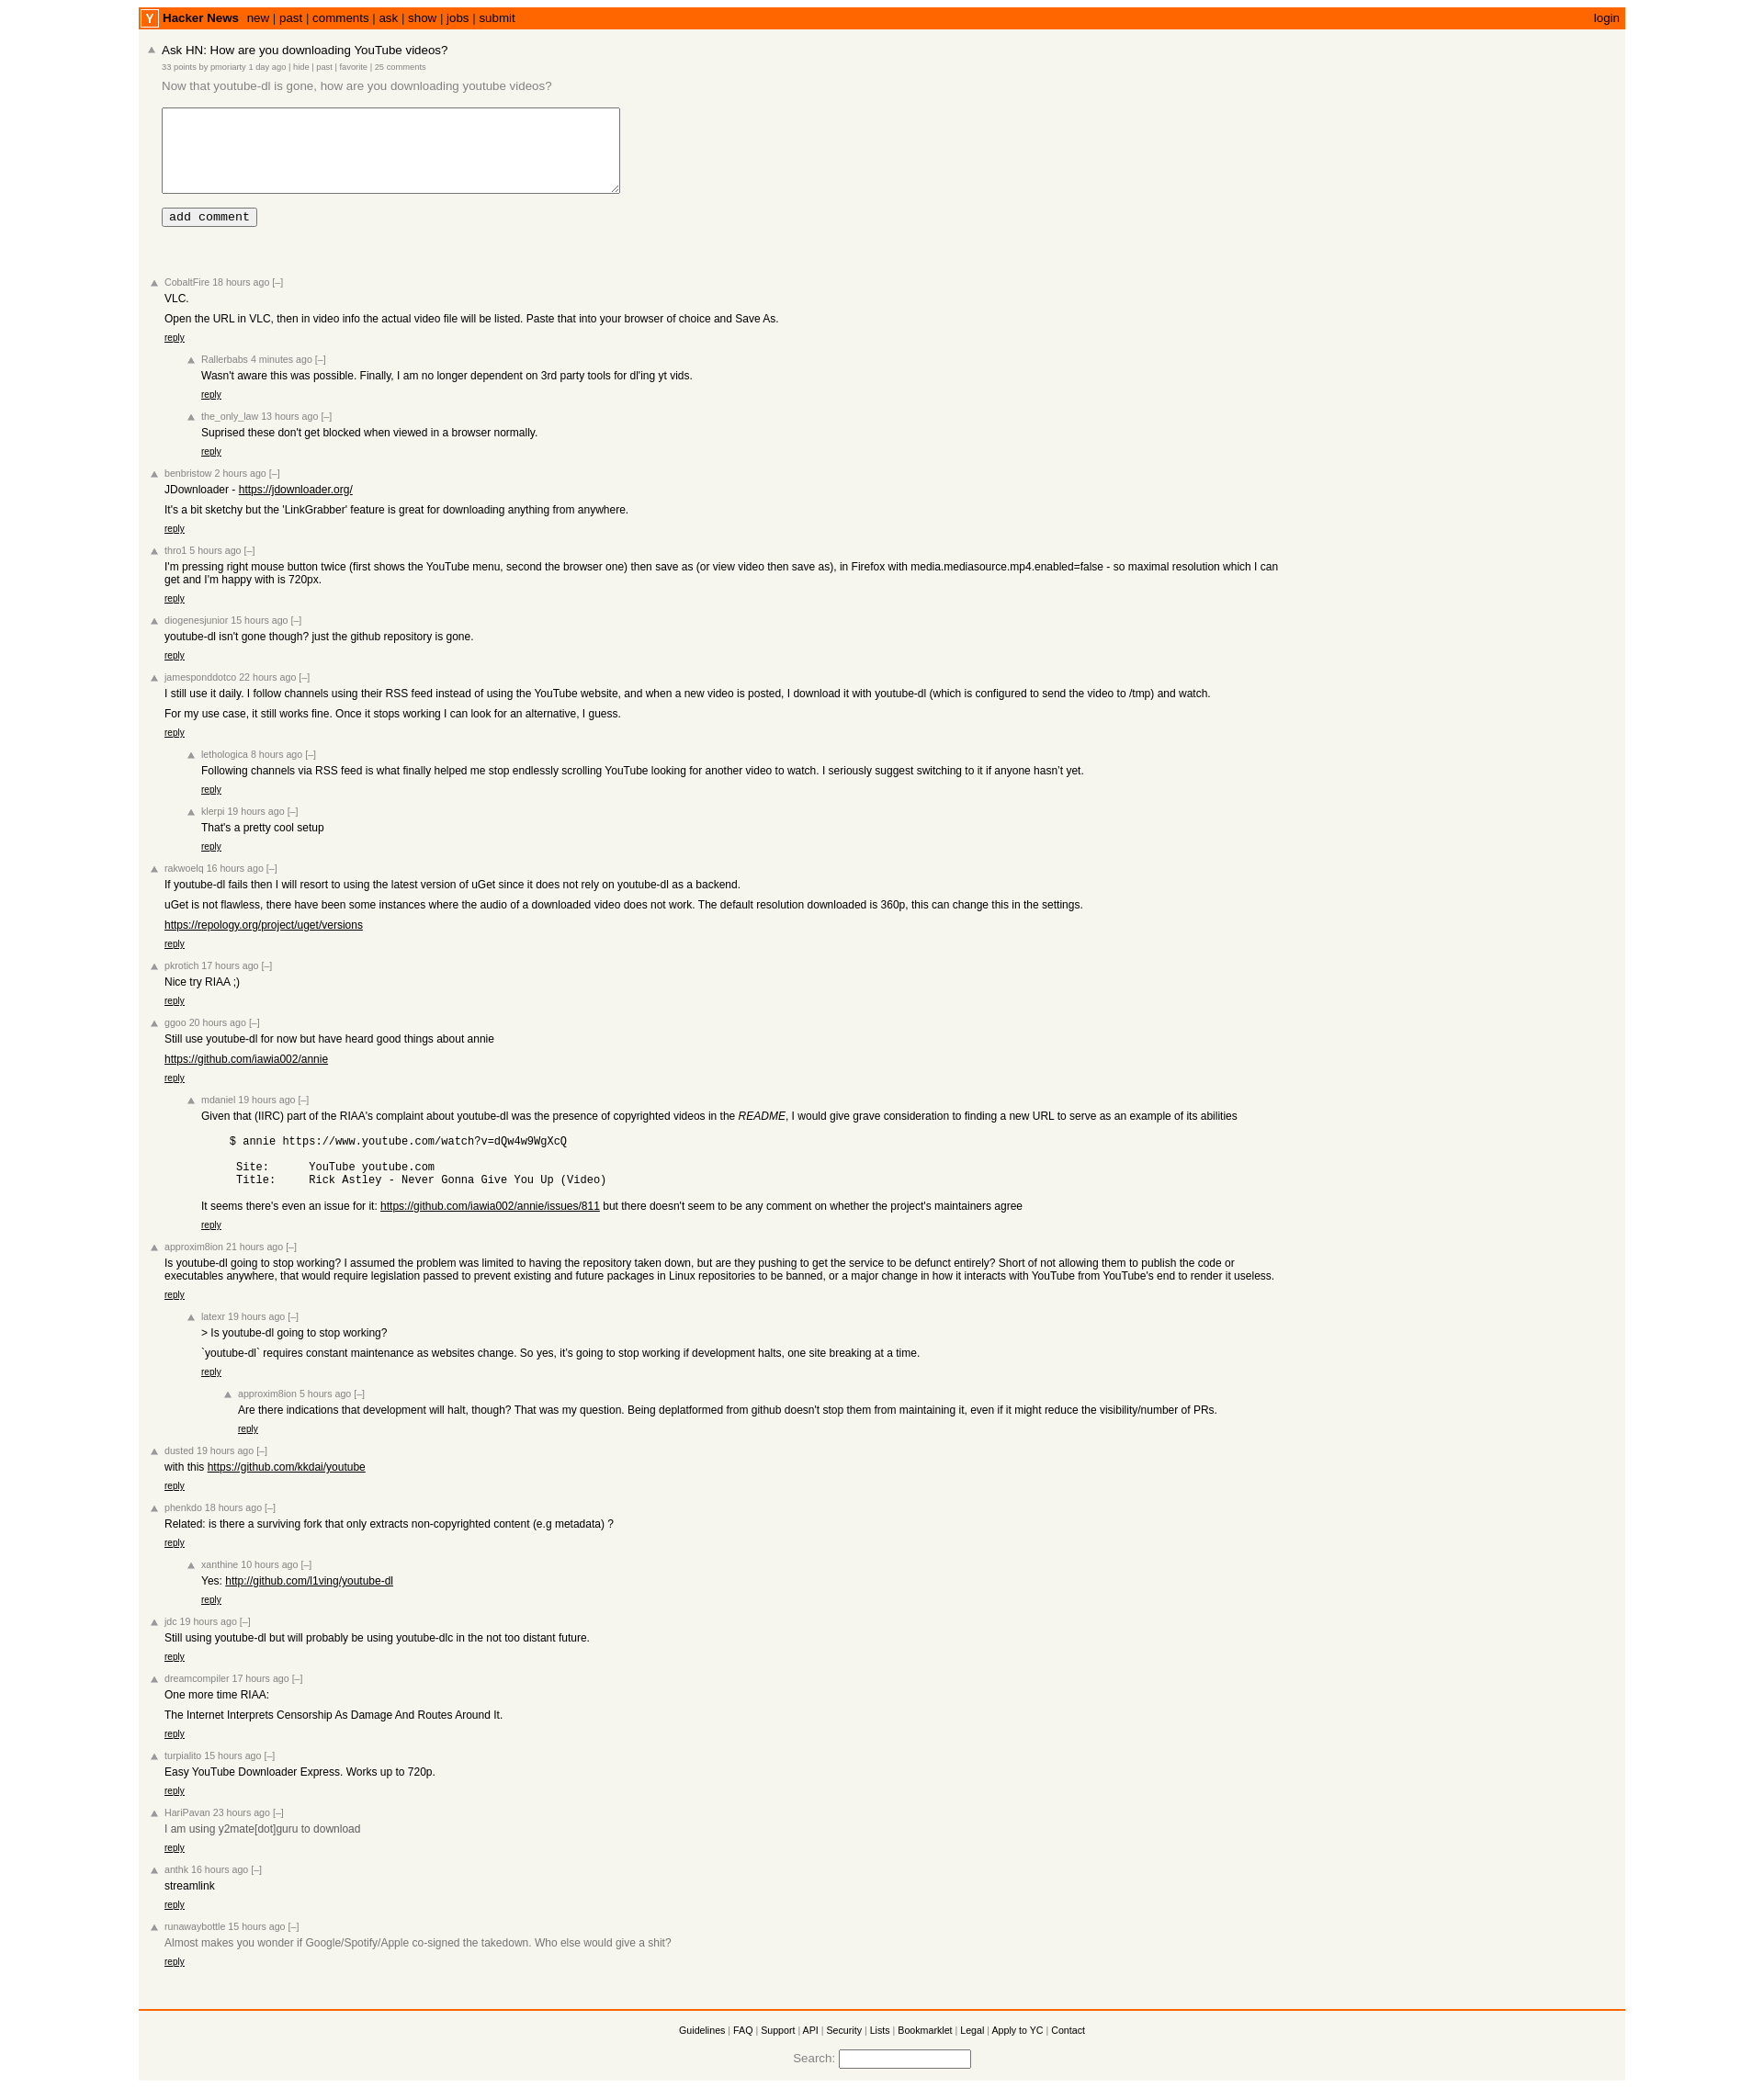 Y Hacker News new | past | comments | ask | show | jobs | submit login
Ask HN: How are you downloading YouTube videos?
33 points by pmoriarty 1 day ago | hide | past | favorite | 25 comments
Now that youtube-dl is gone, how are you downloading youtube videos?
add comment
CobaltFire 18 hours ago [–]
VLC.
Open the URL in VLC, then in video info the actual video file will be listed. Paste that into your browser of choice and Save As.
reply
Rallerbabs 4 minutes ago [–]
Wasn't aware this was possible. Finally, I am no longer dependent on 3rd party tools for dl'ing yt vids.
reply
the_only_law 13 hours ago [–]
Suprised these don't get blocked when viewed in a browser normally.
reply
benbristow 2 hours ago [–]
JDownloader - https://jdownloader.org/
It's a bit sketchy but the 'LinkGrabber' feature is great for downloading anything from anywhere.
reply
thro1 5 hours ago [–]
I'm pressing right mouse button twice (first shows the YouTube menu, second the browser one) then save as (or view video then save as), in Firefox with media.mediasource.mp4.enabled=false - so maximal resolution which I can
get and I'm happy with is 720px.
reply
diogenesjunior 15 hours ago [–]
youtube-dl isn't gone though? just the github repository is gone.
reply
jamesponddotco 22 hours ago [–]
I still use it daily. I follow channels using their RSS feed instead of using the YouTube website, and when a new video is posted, I download it with youtube-dl (which is configured to send the video to /tmp) and watch.
For my use case, it still works fine. Once it stops working I can look for an alternative, I guess.
reply
lethologica 8 hours ago [–]
Following channels via RSS feed is what finally helped me stop endlessly scrolling YouTube looking for another video to watch. I seriously suggest switching to it if anyone hasn't yet.
reply
klerpi 19 hours ago [–]
That's a pretty cool setup
reply
rakwoelq 16 hours ago [–]
If youtube-dl fails then I will resort to using the latest version of uGet since it does not rely on youtube-dl as a backend.
uGet is not flawless, there have been some instances where the audio of a downloaded video does not work. The default resolution downloaded is 360p, this can change this in the settings.
https://repology.org/project/uget/versions
reply
pkrotich 17 hours ago [–]
Nice try RIAA ;)
reply
ggoo 20 hours ago [–]
Still use youtube-dl for now but have heard good things about annie
https://github.com/iawia002/annie
reply
mdaniel 19 hours ago [–]
Given that (IIRC) part of the RIAA's complaint about youtube-dl was the presence of copyrighted videos in the README, I would give grave consideration to finding a new URL to serve as an example of its abilities
$ annie https://www.youtube.com/watch?v=dQw4w9WgXcQ
Site: YouTube youtube.com
Title: Rick Astley - Never Gonna Give You Up (Video)
It seems there's even an issue for it: https://github.com/iawia002/annie/issues/811 but there doesn't seem to be any comment on whether the project's maintainers agree
reply
approxim8ion 21 hours ago [–]
Is youtube-dl going to stop working? I assumed the problem was limited to having the repository taken down, but are they pushing to get the service to be defunct entirely? Short of not allowing them to publish the code or
executables anywhere, that would require legislation passed to prevent existing and future packages in Linux repositories to be banned, or a major change in how it interacts with YouTube from YouTube's end to render it useless.
reply
latexr 19 hours ago [–]
> Is youtube-dl going to stop working?
`youtube-dl` requires constant maintenance as websites change. So yes, it's going to stop working if development halts, one site breaking at a time.
reply
approxim8ion 5 hours ago [–]
Are there indications that development will halt, though? That was my question. Being deplatformed from github doesn't stop them from maintaining it, even if it might reduce the visibility/number of PRs.
reply
dusted 19 hours ago [–]
with this https://github.com/kkdai/youtube
reply
phenkdo 18 hours ago [–]
Related: is there a surviving fork that only extracts non-copyrighted content (e.g metadata) ?
reply
xanthine 10 hours ago [–]
Yes: http://github.com/l1ving/youtube-dl
reply
jdc 19 hours ago [–]
Still using youtube-dl but will probably be using youtube-dlc in the not too distant future.
reply
dreamcompiler 17 hours ago [–]
One more time RIAA:
The Internet Interprets Censorship As Damage And Routes Around It.
reply
turpialito 15 hours ago [–]
Easy YouTube Downloader Express. Works up to 720p.
reply
HariPavan 23 hours ago [–]
I am using y2mate[dot]guru to download
reply
anthk 16 hours ago [–]
streamlink
reply
runawaybottle 15 hours ago [–]
Almost makes you wonder if Google/Spotify/Apple co-signed the takedown. Who else would give a shit?
reply
Guidelines | FAQ | Support | API | Security | Lists | Bookmarklet | Legal | Apply to YC | Contact
Search: